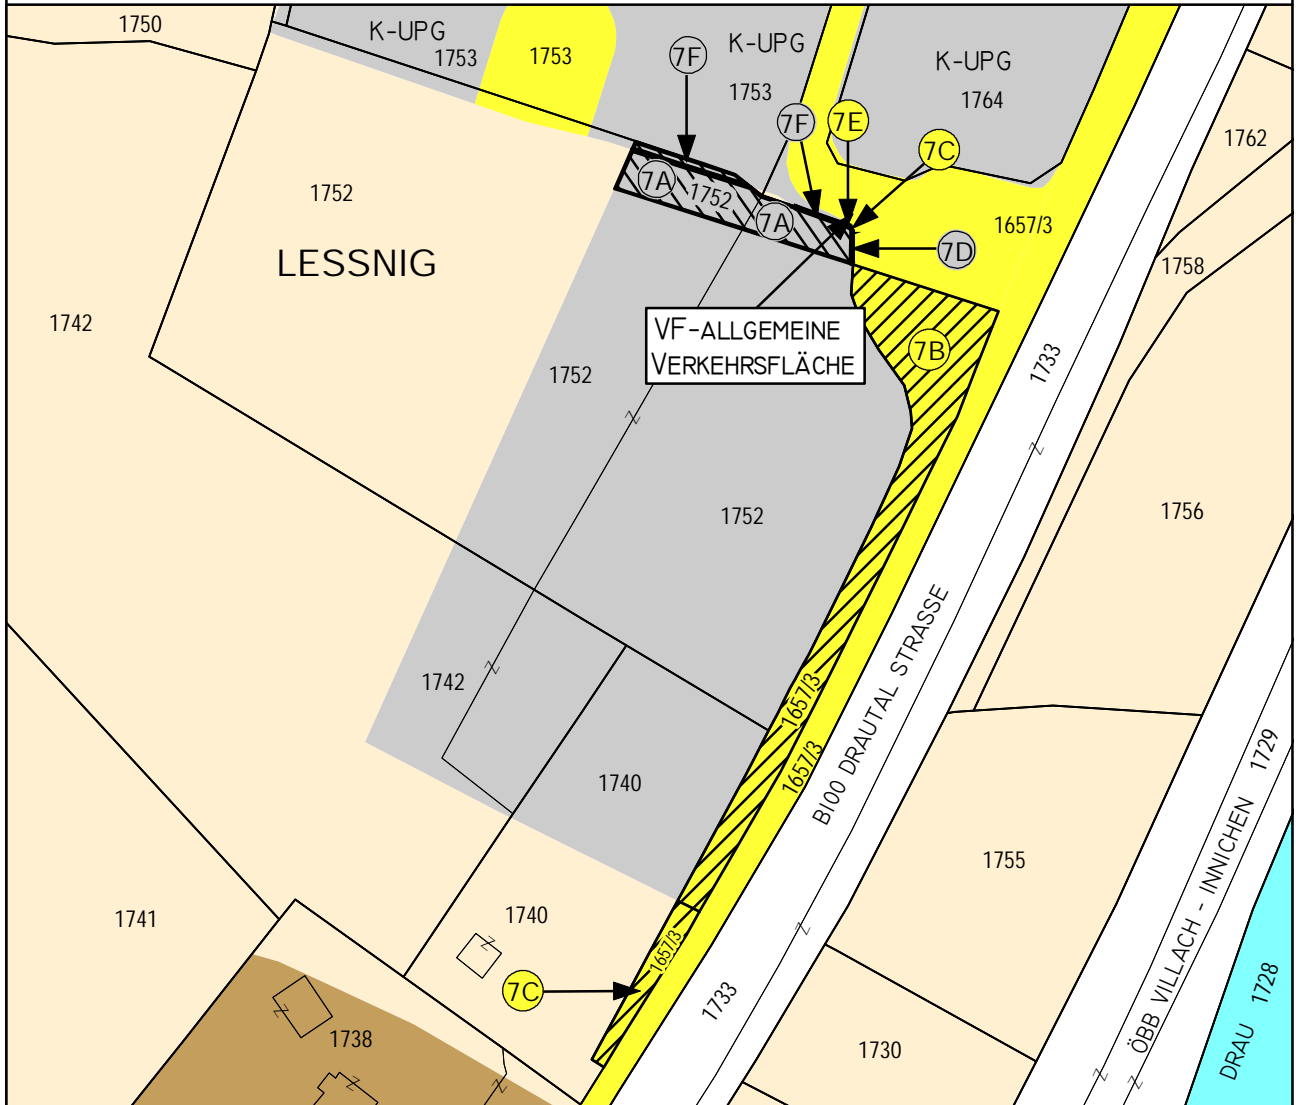 1750
K-UPG
1753
1753
7F
K-UPG
1753
K-UPG
1764
7F
7E
7C
1762
1752
7A
1752
7A
1657/3
7D
1758
LESSNIG
1742
VF-ALLGEMEINE
VERKEHRSFLÄCHE
7B
1733
1752
1752
1756
1742
1657/3
1657/3
B100 DRAUTAL STRASSE
1740
1729
1755
ÖBB VILLACH - INNICHEN
1741
1740
1657/3
7C
1733
1728
DRAU
1738
1730
Z
Z
Z
Z
Z
Z
Z
Z
Z
Z